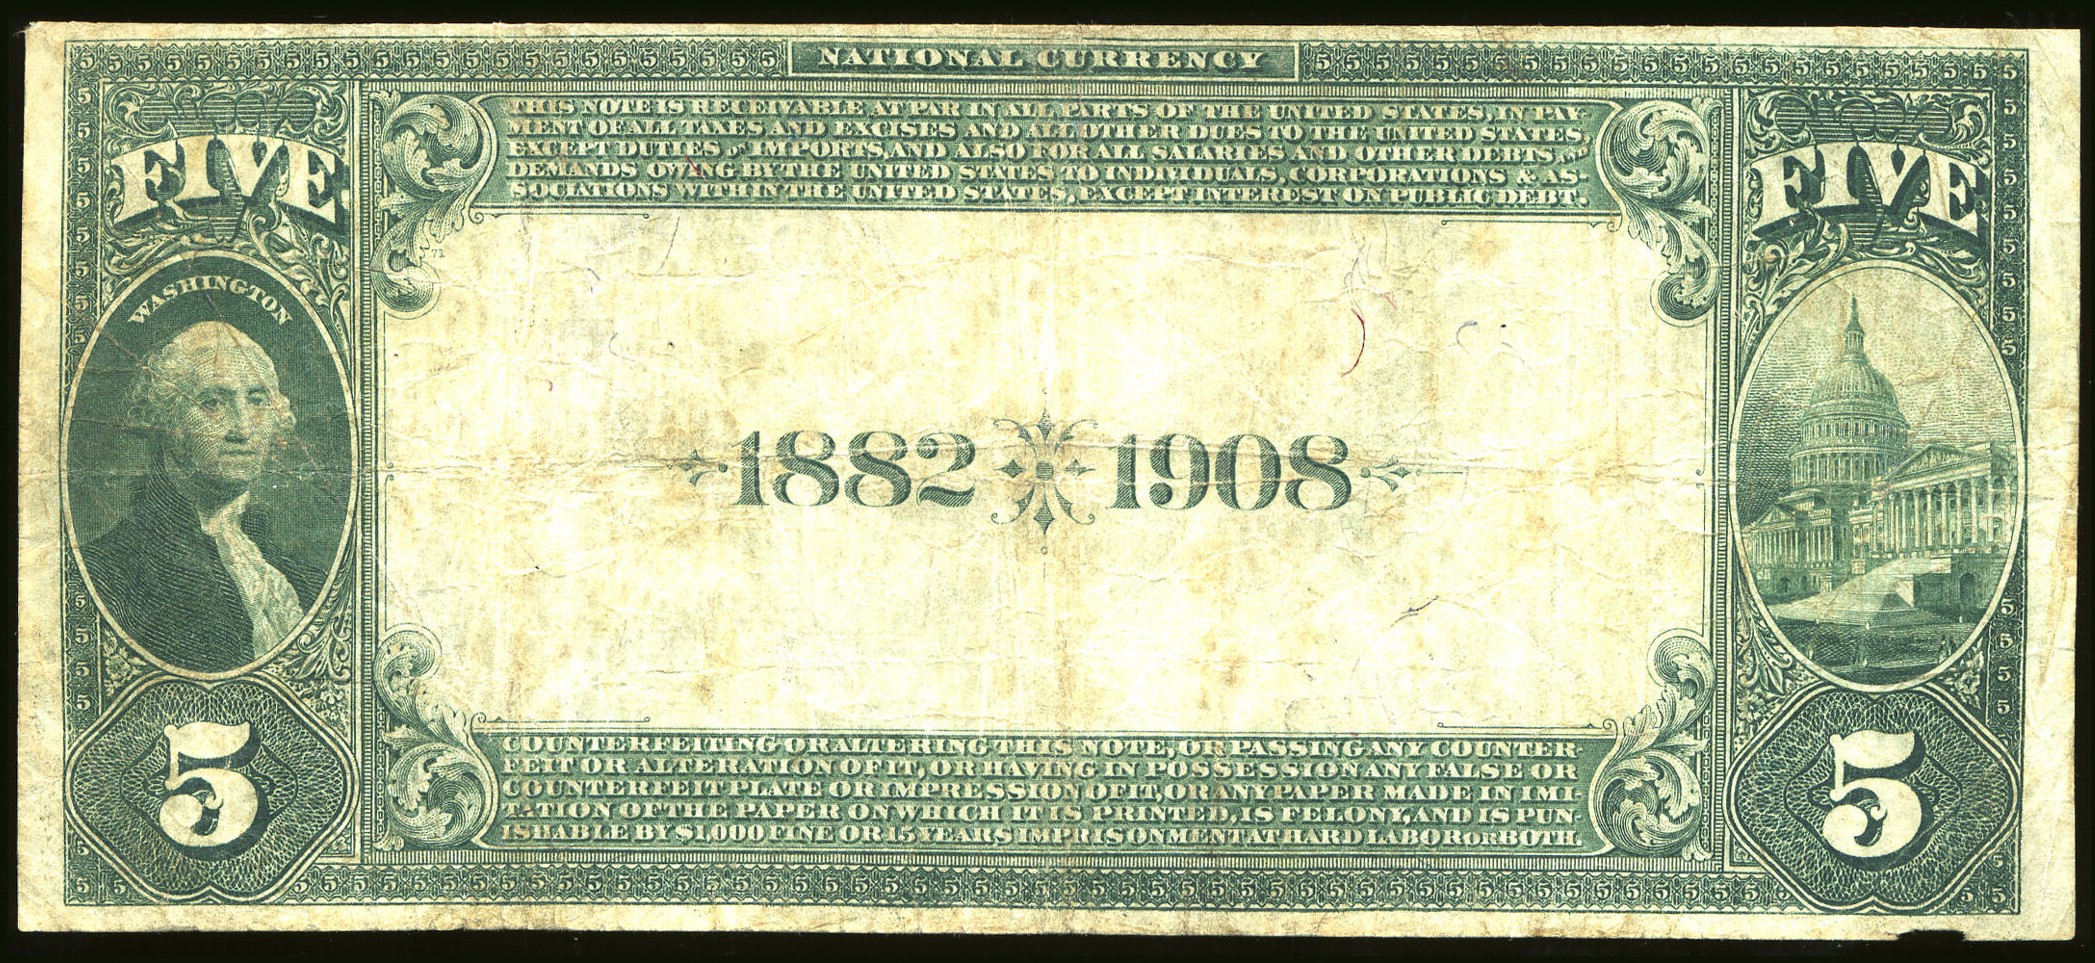 NATIONAL CURRENCY
THIS NOTE IS RECEIVABLE AT PAR IN ALL PARTS OF THE UNITED STATES, IN PAY-
MENT OF ALL TAXES AND EXCISES AND ALL OTHER DUES TO THE UNITED STATES,
EXCEPT DUTIES on IMPORTS, AND ALSO FOR ALL SALARIES AND OTHER DEBTS and
DEMANDS OWING BY THE UNITED STATES TO INDIVIDUALS, CORPORATIONS & AS-
SOCIATIONS WITHIN THE UNITED STATES, EXCEPT INTEREST ON PUBLIC DEBT.
FIVE
FIVE
WASHINGTON
1882 1908
5
5
COUNTERFEITING OR ALTERING THIS NOTE, OR PASSING ANY COUNTER-
FEIT OR ALTERATION OF IT, OR HAVING IN POSSESSION ANY FALSE OR
COUNTERFEIT PLATE OR IMPRESSION OF IT, OR ANY PAPER MADE IN IMI-
TATION OF THE PAPER ON WHICH IT IS PRINTED, IS FELONY, AND IS PUN-
ISHABLE BY $1,000 FINE OR 15 YEARS IMPRISONMENT AT HARD LABOR OR BOTH.